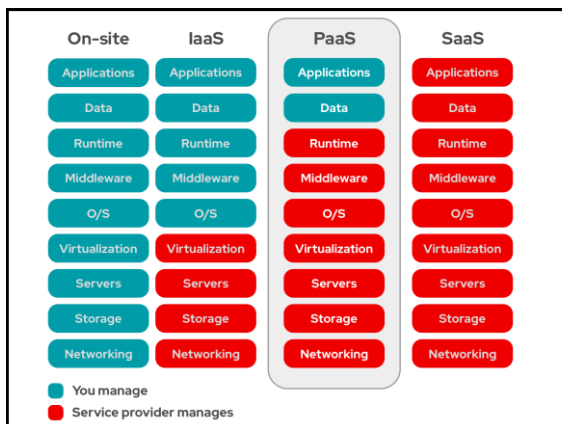 On-site IaaS PaaS SaaS
Applications Applications Applications Applications
Data Data Data Data
Runtime Runtime Runtime Runtime
Middleware Middleware Middleware Middleware
O/S O/S O/S O/S
Virtualization Virtualization Virtualization Virtualization
Servers Servers Servers Servers
Storage Storage Storage Storage
Networking Networking Networking Networking
You manage
Service provider manages